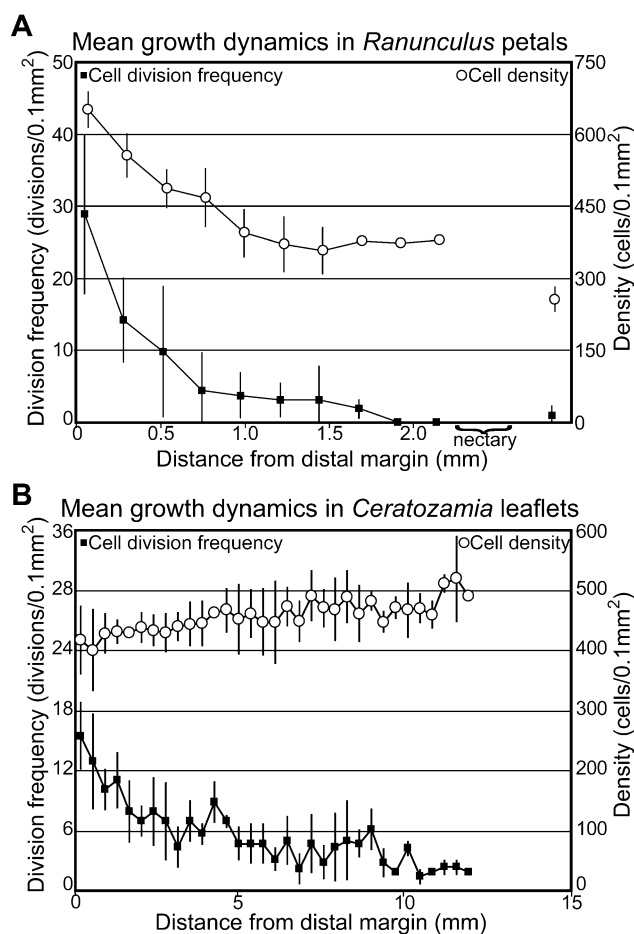 A
Mean growth dynamics in Ranunculus petals
Division frequency (divisions/0.1mm²)
50
40
30
20
10
0
■Cell division frequency
○Cell density
750
600
450
300
150
0
Density (cells/0.1mm²)
0 0.5 1.0 1.5 2.0
nectary
Distance from distal margin (mm)
B
Mean growth dynamics in Ceratozamia leaflets
Division frequency (divisions/0.1mm²)
36
28
24
18
12
6
0
■Cell division frequency
○Cell density
600
500
400
300
200
100
0
Density (cells/0.1mm²)
0 5 10 15
Distance from distal margin (mm)